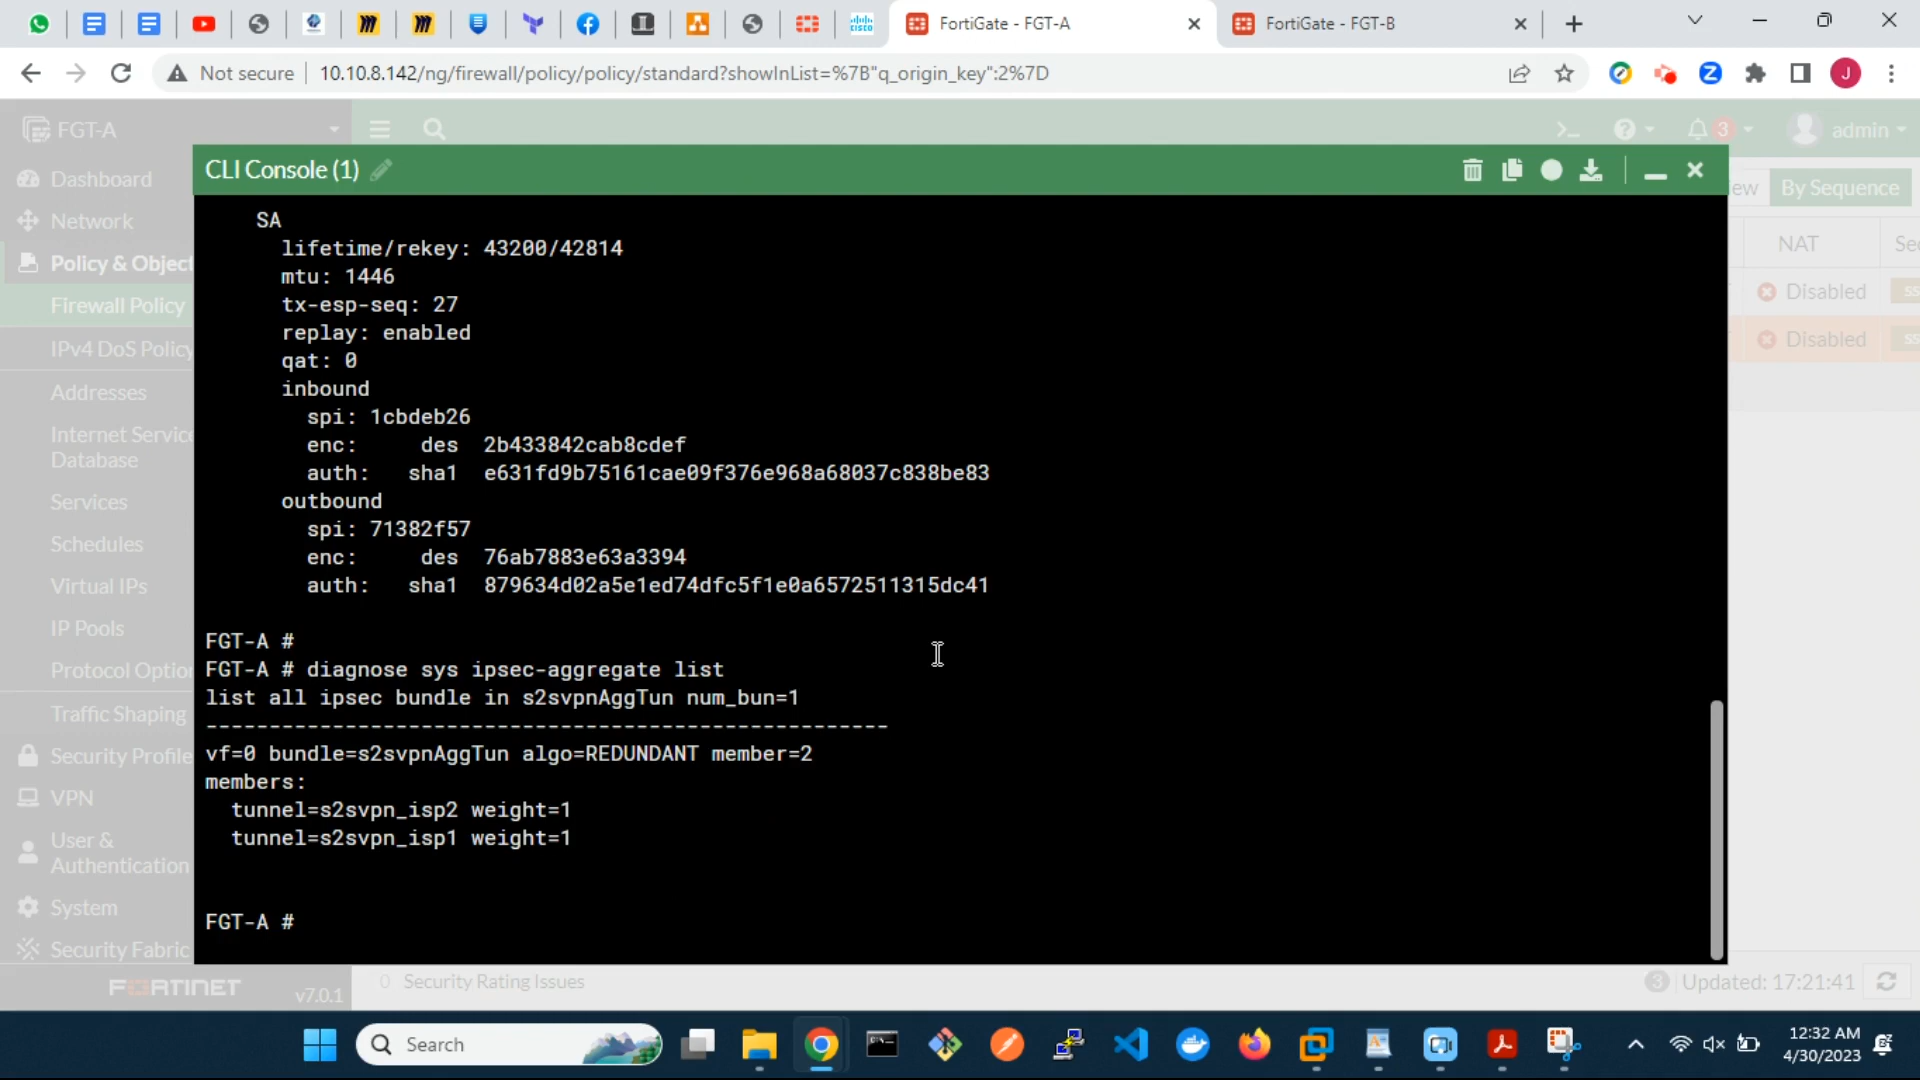 FortiGate - FGT-A
FortiGate - FGT-B
Not secure
10.10.8.142/ng/firewall/policy/policy/standard?showInList=%7B"q_origin_key":2%7D
J
FGT-A
3
admin
CLI Console (1)
Dashboard
Network
Policy & Object
Firewall Policy
IPv4 DoS Policy
Addresses
Internet Service
Database
Services
Schedules
Virtual IPs
IP Pools
Protocol Option
Traffic Shaping
Security Profile
VPN
User &
Authentication
System
Security Fabric
FORTINET v7.0.1
By Sequence
NAT
Disabled
Disabled
SA
lifetime/rekey: 43200/42814
mtu: 1446
tx-esp-seq: 27
replay: enabled
qat: 0
inbound
spi: 1cbdeb26
enc: des 2b433842cab8cdef
auth: sha1 e631fd9b75161cae09f376e968a68037c838be83
outbound
spi: 71382f57
enc: des 76ab7883e63a3394
auth: sha1 879634d02a5e1ed74dfc5f1e0a6572511315dc41
FGT-A #
FGT-A # diagnose sys ipsec-aggregate list
list all ipsec bundle in s2svpnAggTun num_bun=1
------------------------------------------------------
vf=0 bundle=s2svpnAggTun algo=REDUNDANT member=2
members:
tunnel=s2svpn_isp2 weight=1
tunnel=s2svpn_isp1 weight=1
FGT-A #
0 Security Rating Issues
3 Updated: 17:21:41
Search
12:32 AM
4/30/2023